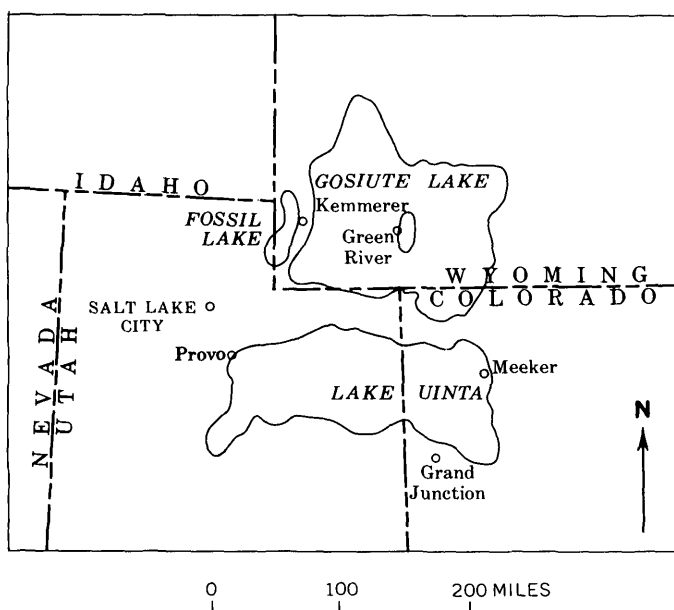 IDAHO
GOSIUTE LAKE
Kemmerer
FOSSIL
LAKE
Green
River
WYOMING
COLORADO
SALT LAKE
CITY
NEVADA
UTAH
Provo
Meeker
LAKE UINTA
Grand
Junction
N
0 100 200 MILES